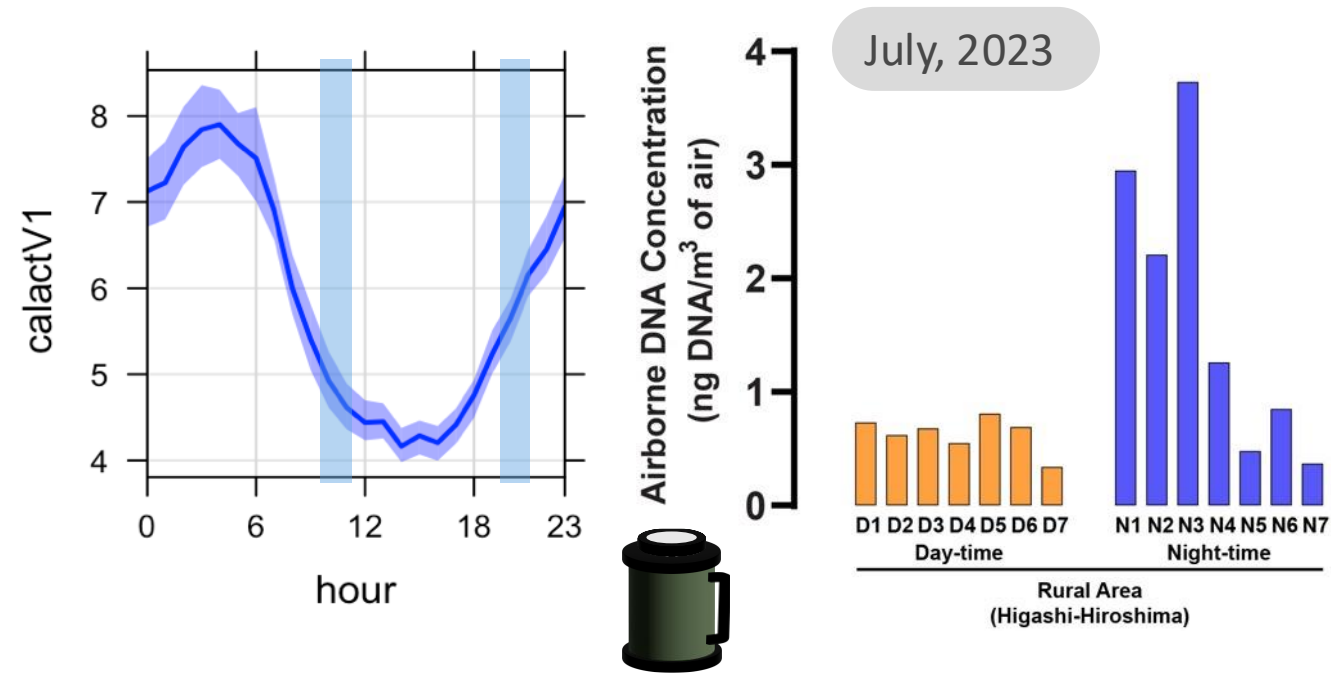 calactV1
8
7
6
5
4
0 6 12 18 23
hour
Airborne DNA Concentration
(ng DNA/m³ of air)
July, 2023
4
3
2
1
0
D1 D2 D3 D4 D5 D6 D7 N1 N2 N3 N4 N5 N6 N7
Day-time Night-time
Rural Area
(Higashi-Hiroshima)